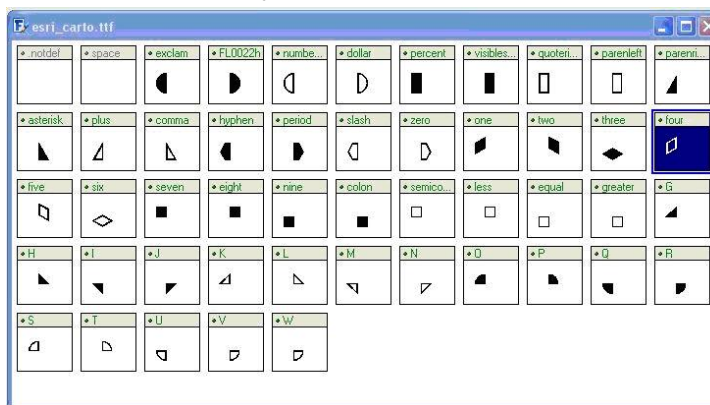 esri_carto.ttf
.notdef space exclam FL0022h numbe... dollar percent visibles... quoteri... parenleft parenri...
asterisk plus comma hyphen period slash zero one two three four
five six seven eight nine colon semico... less equal greater G
H I J K L M N O P Q R
S T U V W